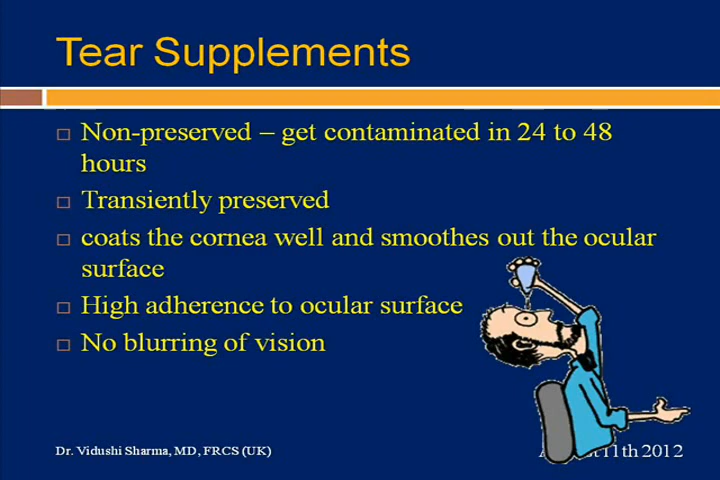 Tear Supplements
Non-preserved – get contaminated in 24 to 48
hours
Transiently preserved
coats the cornea well and smoothes out the ocular
surface
High adherence to ocular surface
No blurring of vision
Dr. Vidushi Sharma, MD, FRCS (UK)
11th 2012